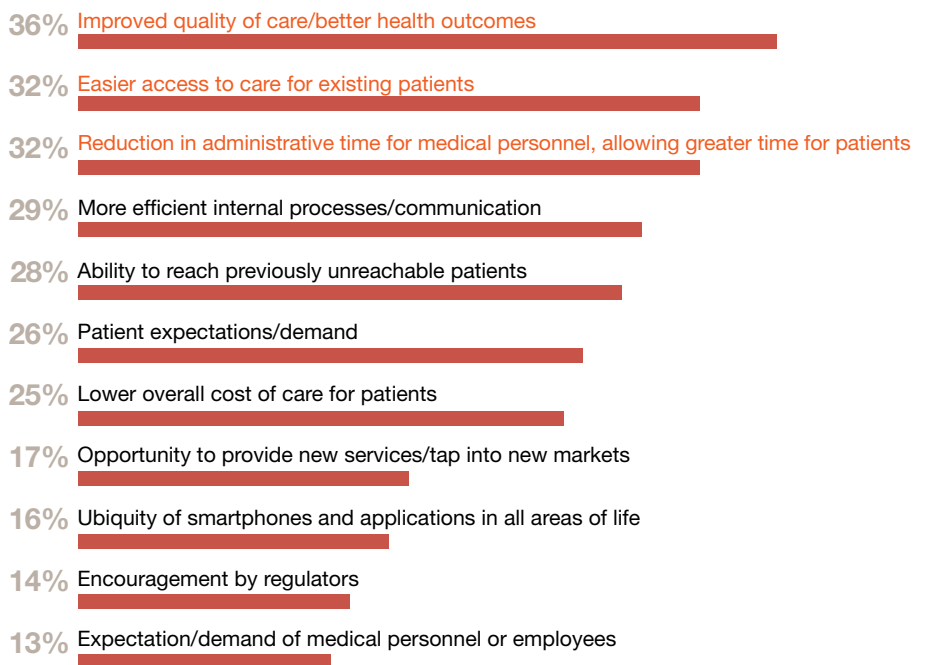 36% Improved quality of care/better health outcomes
32% Easier access to care for existing patients
32% Reduction in administrative time for medical personnel, allowing greater time for patients
29% More efficient internal processes/communication
28% Ability to reach previously unreachable patients
26% Patient expectations/demand
25% Lower overall cost of care for patients
17% Opportunity to provide new services/tap into new markets
16% Ubiquity of smartphones and applications in all areas of life
14% Encouragement by regulators
13% Expectation/demand of medical personnel or employees